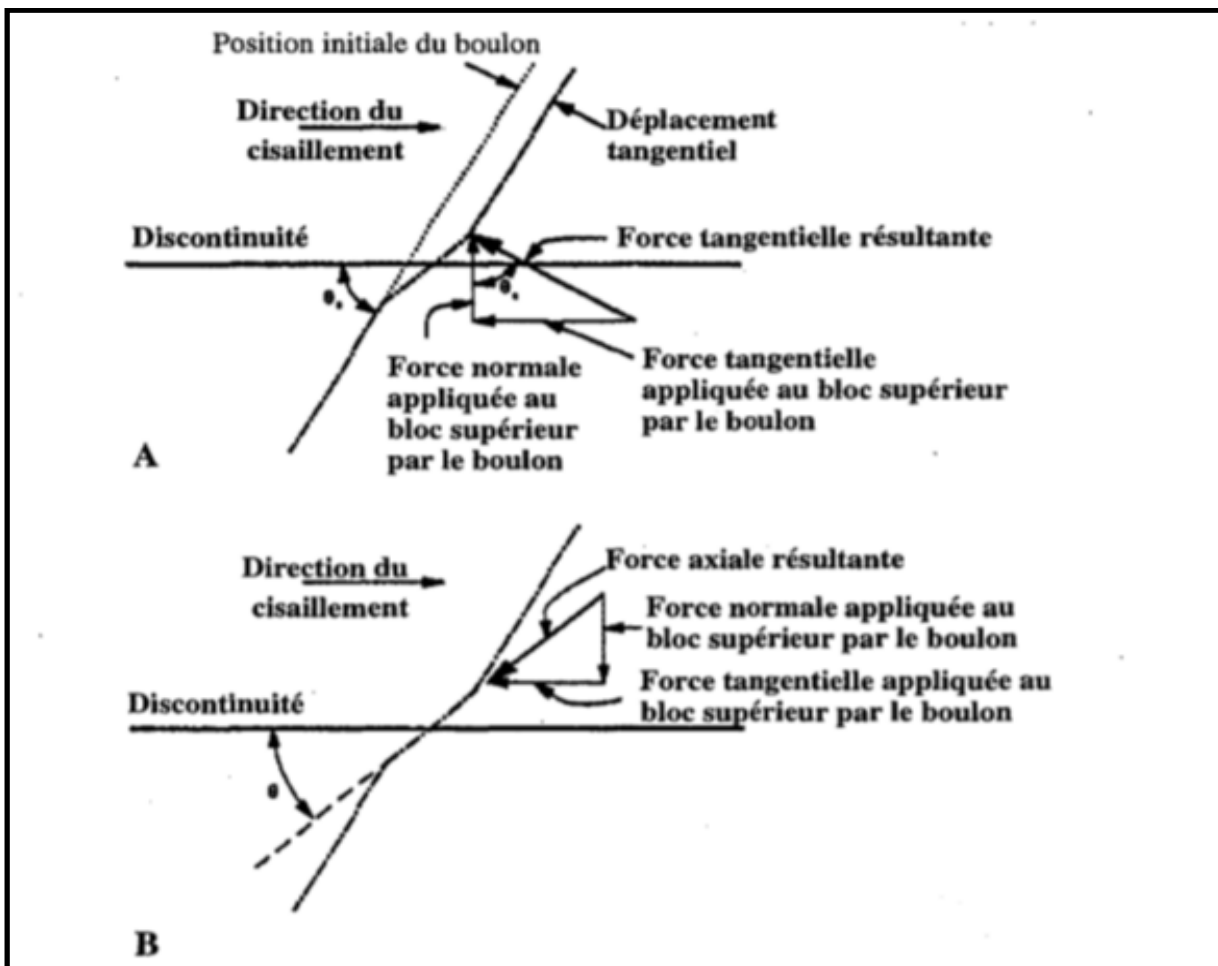 Position initiale du boulon
Direction du
cisaillement
Déplacement
tangentiel
Discontinuité
Force tangentielle résultante
θ.
θ.
Force normale
appliquée au
bloc supérieur
par le boulon
Force tangentielle
appliquée au bloc supérieur
par le boulon
A
Direction du
cisaillement
Force axiale résultante
Force normale appliquée au
bloc supérieur par le boulon
Force tangentielle appliquée au
bloc supérieur par le boulon
Discontinuité
θ
B